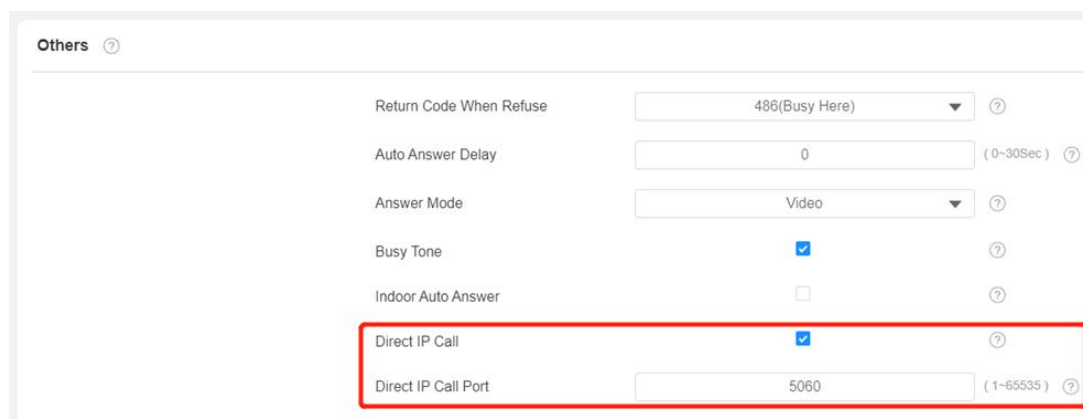 Others ?
Return Code When Refuse 486(Busy Here) ?
Auto Answer Delay 0 (0~30Sec) ?
Answer Mode Video ?
Busy Tone ?
Indoor Auto Answer ?
Direct IP Call ?
Direct IP Call Port 5060 (1~65535) ?